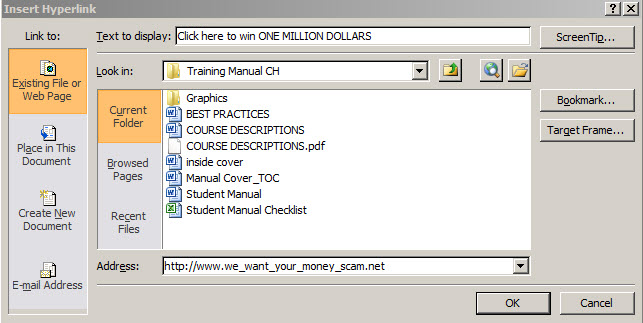 Insert Hyperlink
Link to:
Text to display: Click here to win ONE MILLION DOLLARS
ScreenTip...
Existing File or
Web Page
Look in: Training Manual CH
Current
Folder
Browsed
Pages
Recent
Files
Graphics
BEST PRACTICES
COURSE DESCRIPTIONS
COURSE DESCRIPTIONS.pdf
inside cover
Manual Cover_TOC
Student Manual
Student Manual Checklist
Bookmark...
Target Frame...
Place in This
Document
Create New
Document
E-mail Address
Address: http://www.we_want_your_money_scam.net
OK
Cancel